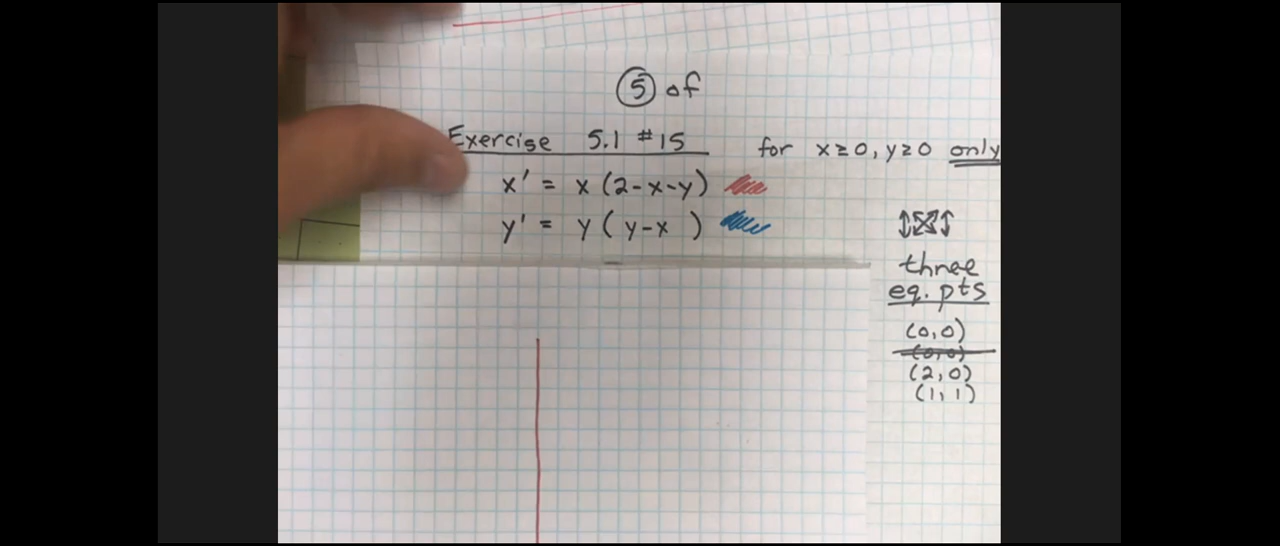 ⑤ of
Exercise 5.1 #15 for x≥0, y≥0 only
x' = x(2-x-y)
y' = y(y-x )
three
eq. pts
(0,0)
(0,0)
(2,0)
(1,1)